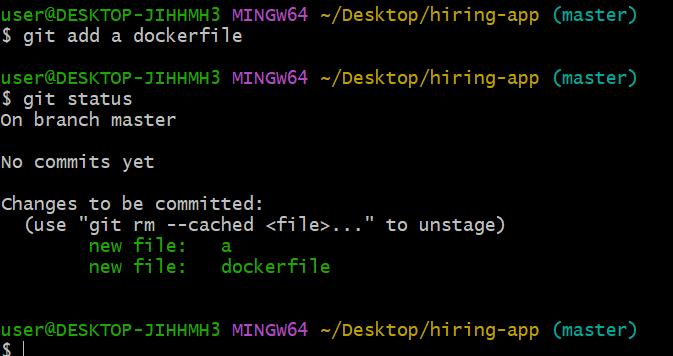 user@DESKTOP-JIHHMH3 MINGW64 ~/Desktop/hiring-app (master)
$ git add a dockerfile
user@DESKTOP-JIHHMH3 MINGW64 ~/Desktop/hiring-app (master)
$ git status
On branch master
No commits yet
Changes to be committed:
  (use "git rm --cached <file>..." to unstage)
        new file:   a
        new file:   dockerfile
user@DESKTOP-JIHHMH3 MINGW64 ~/Desktop/hiring-app (master)
$